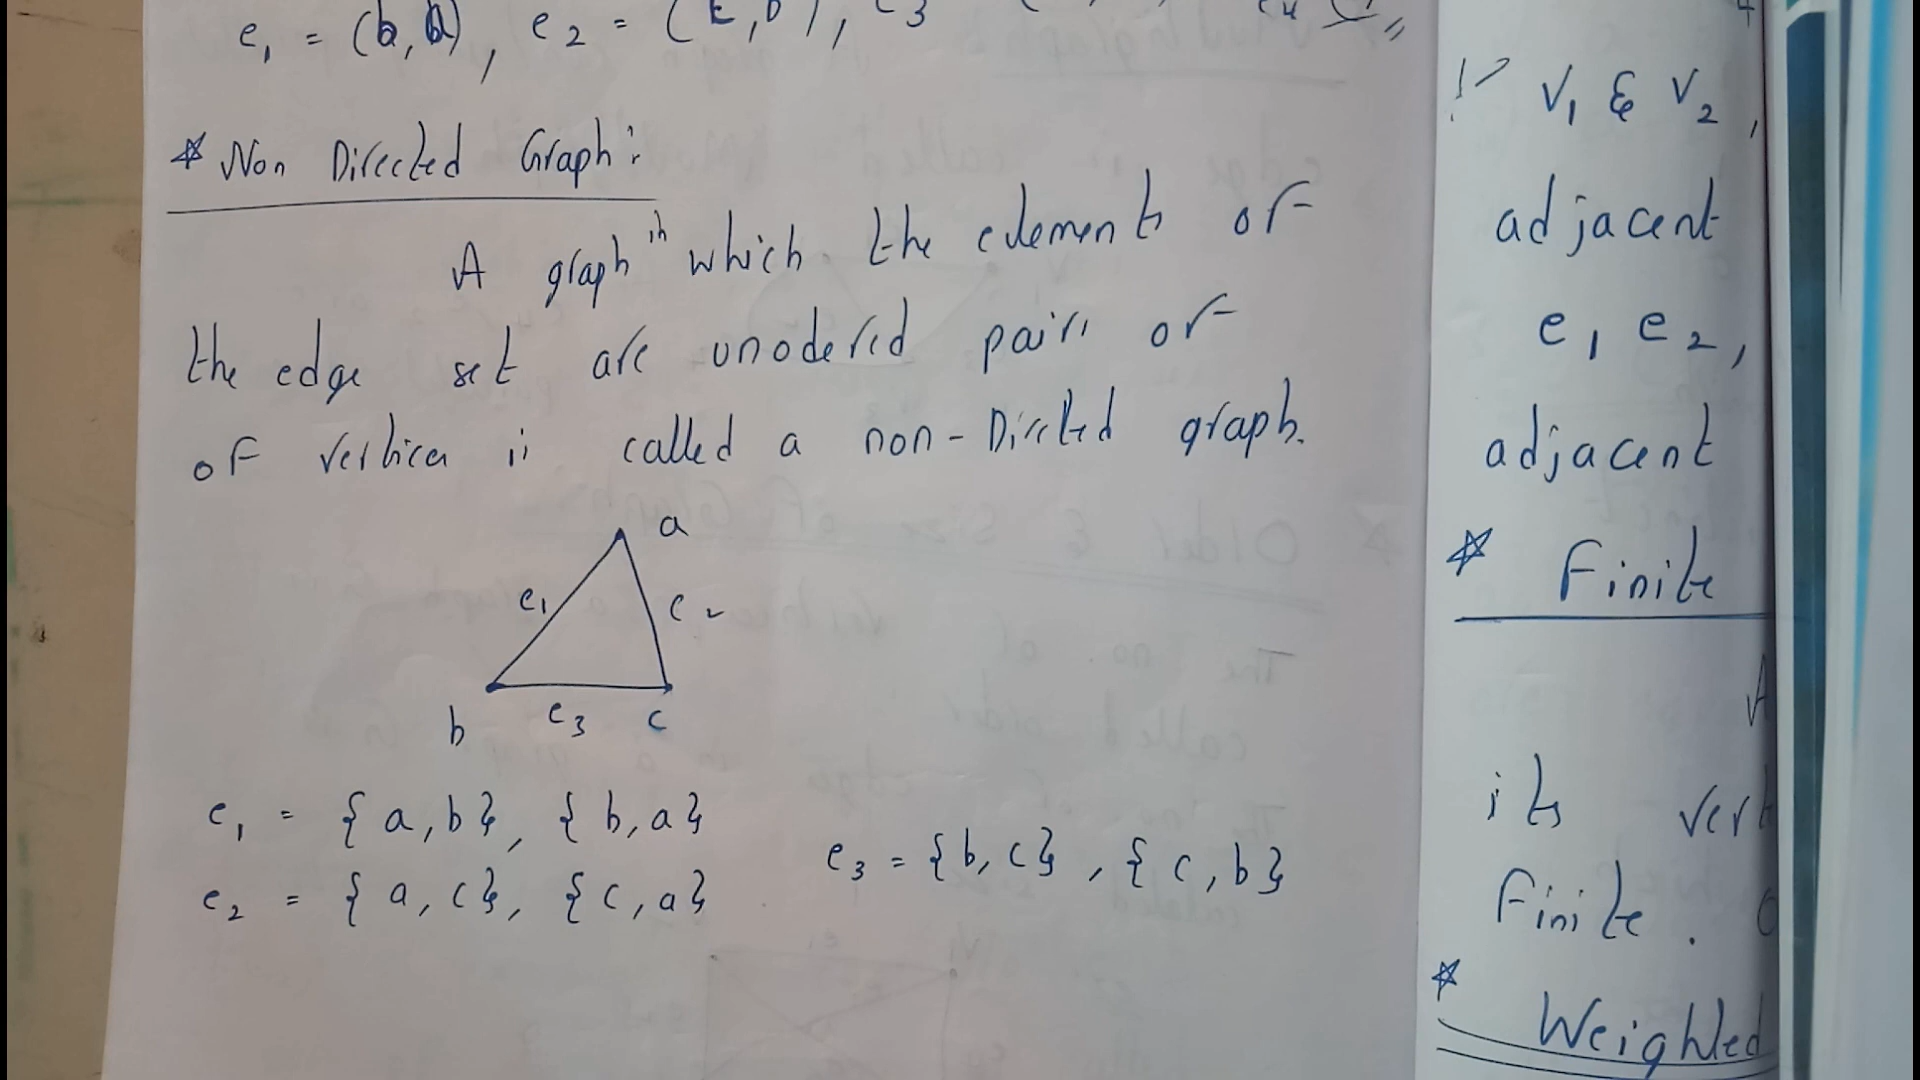 e1 = (b,a), e2 = ( , ), e3
* Non Directed Graph:
A graph in which the elements of
the edge set are unodered pairs of
of vertices is called a non-Directed graph.
a
e1 e2
b e3 c
e1 = {a,b}, {b,a}
e2 = {a,c}, {c,a}
e3 = {b,c}, {c,b}
V1 & V2,
adjacent
e1 e2,
adjacent
* Finite
A
its vert
Finite.
* Weighted